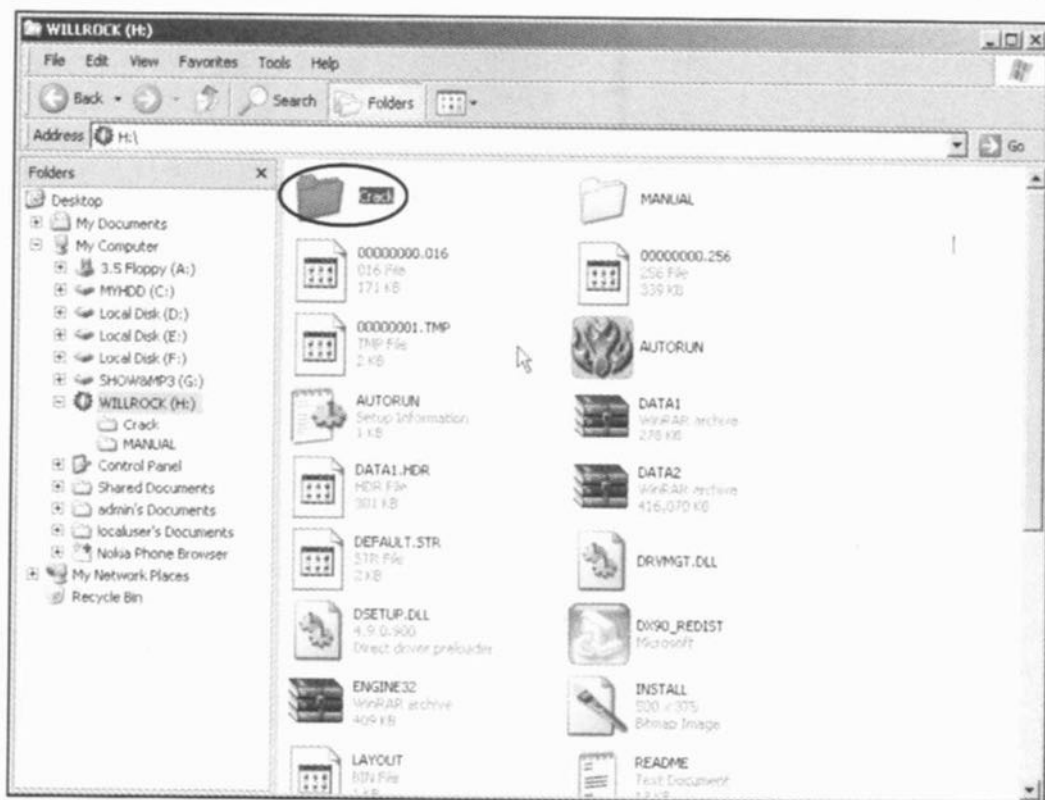 WILLROCK (H:)
File Edit View Favorites Tools Help
Back Search Folders
Address H:\ Go
Folders x
Desktop
My Documents
My Computer
3.5 Floppy (A:)
MYHDD (C:)
Local Disk (D:)
Local Disk (E:)
Local Disk (F:)
SHOW&MP3 (G:)
WILLROCK (H:)
Crack
MANUAL
Control Panel
Shared Documents
admin's Documents
localuser's Documents
Nokia Phone Browser
My Network Places
Recycle Bin
Crack
MANUAL
00000000.016
016 File
171 KB
00000000.256
256 File
339 KB
00000001.TMP
TMP File
2 KB
AUTORUN
AUTORUN
Setup Information
1 KB
DATA1
WinRAR archive
276 KB
DATA1.HDR
HDR File
301 KB
DATA2
WinRAR archive
416,070 KB
DEFAULT.STR
STR File
2 KB
DRVMGT.DLL
DSETUP.DLL
4.9.0.900
Direct driver preloader
DX90_REDIST
Microsoft
ENGINE32
WinRAR archive
409 KB
INSTALL
500 x 375
Bitmap Image
LAYOUT
BIN File
1 KB
README
Text Document